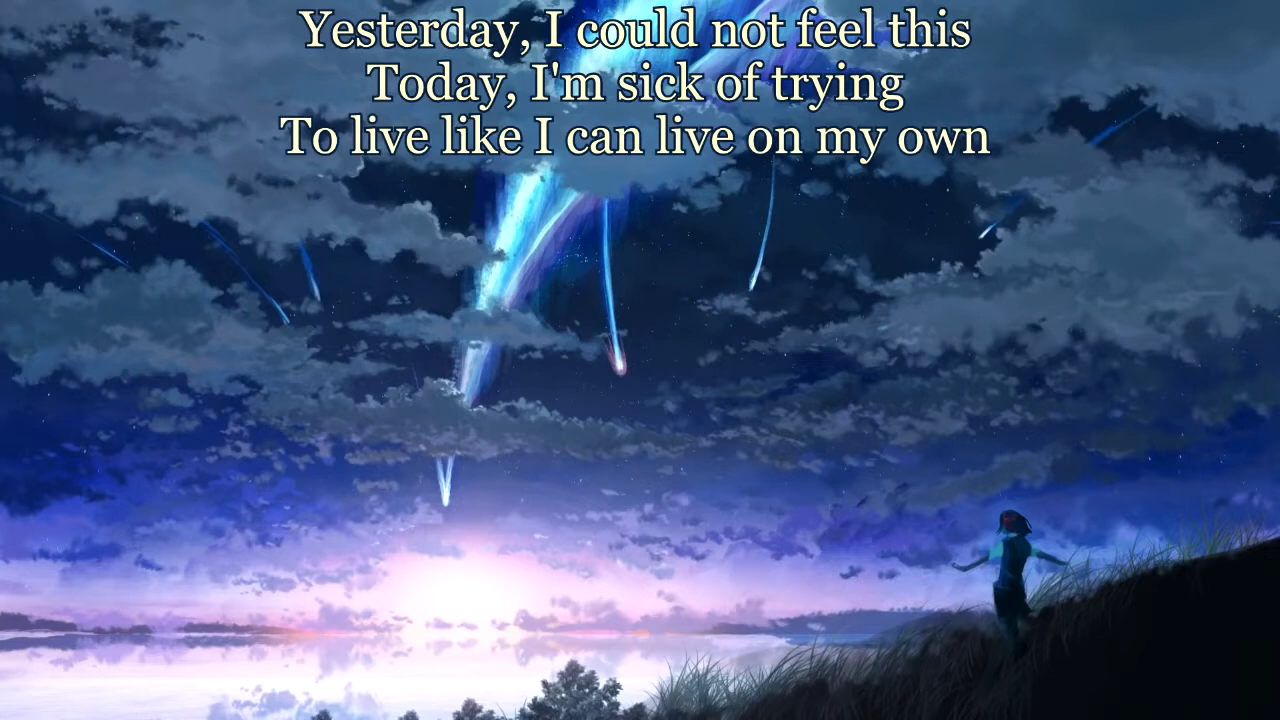 Yesterday, I could not feel this
Today, I'm sick of trying
To live like I can live on my own